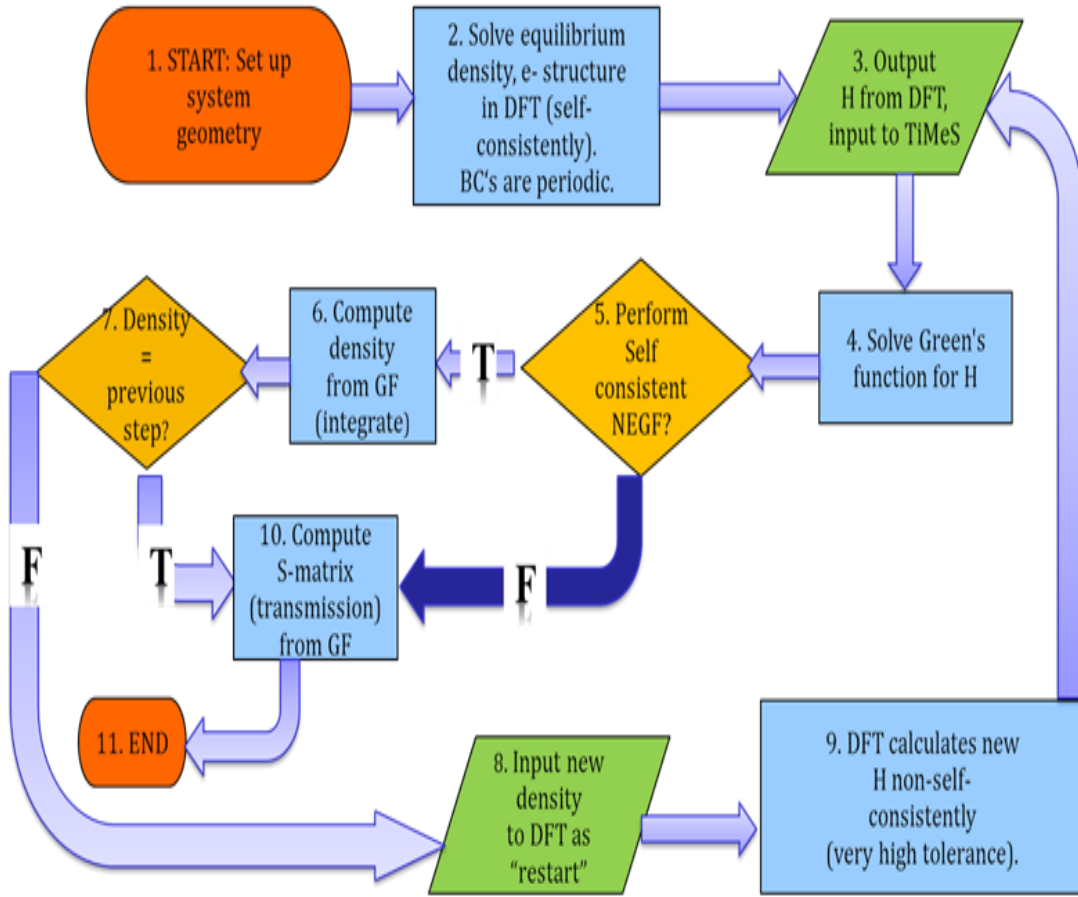 1. START: Set up
system
geometry
2. Solve equilibrium
density, e- structure
in DFT (self-
consistently).
BC's are periodic.
3. Output
H from DFT,
input to TiMeS
4. Solve Green's
function for H
5. Perform
Self
consistent
NEGF?
T
6. Compute
density
from GF
(integrate)
7. Density
=
previous
step?
F
T
10. Compute
S-matrix
(transmission)
from GF
F
11. END
8. Input new
density
to DFT as
“restart”
9. DFT calculates new
H non-self-
consistently
(very high tolerance).